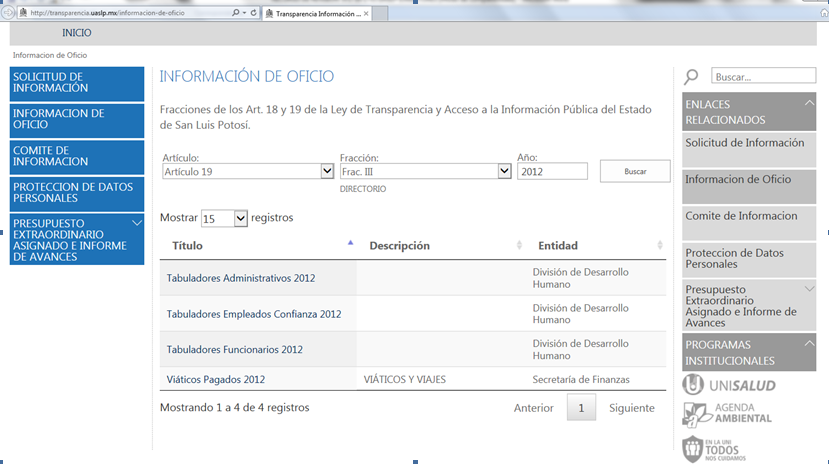 http://transparencia.uaslp.mx/informacion-de-oficio
Transparencia Información ...
INICIO
Informacion de Oficio
SOLICITUD DE
INFORMACIÓN
INFORMACION DE
OFICIO
COMITE DE
INFORMACION
PROTECCION DE DATOS
PERSONALES
PRESUPUESTO
EXTRAORDINARIO
ASIGNADO E INFORME
DE AVANCES
INFORMACIÓN DE OFICIO
Fracciones de los Art. 18 y 19 de la Ley de Transparencia y Acceso a la Información Pública del Estado
de San Luis Potosí.
Artículo: Fracción: Año:
Artículo 19 Frac. III 2012 Buscar
DIRECTORIO
Mostrar 15 registros
Título Descripción Entidad
Tabuladores Administrativos 2012 División de Desarrollo
Humano
Tabuladores Empleados Confianza 2012 División de Desarrollo
Humano
Tabuladores Funcionarios 2012 División de Desarrollo
Humano
Viáticos Pagados 2012 VIÁTICOS Y VIAJES Secretaría de Finanzas
Mostrando 1 a 4 de 4 registros Anterior 1 Siguiente
Buscar...
ENLACES
RELACIONADOS
Solicitud de Información
Informacion de Oficio
Comite de Informacion
Proteccion de Datos
Personales
Presupuesto
Extraordinario
Asignado e Informe de
Avances
PROGRAMAS
INSTITUCIONALES
UNISALUD
AGENDA
AMBIENTAL
EN LA UNI
TODOS
NOS CUIDAMOS